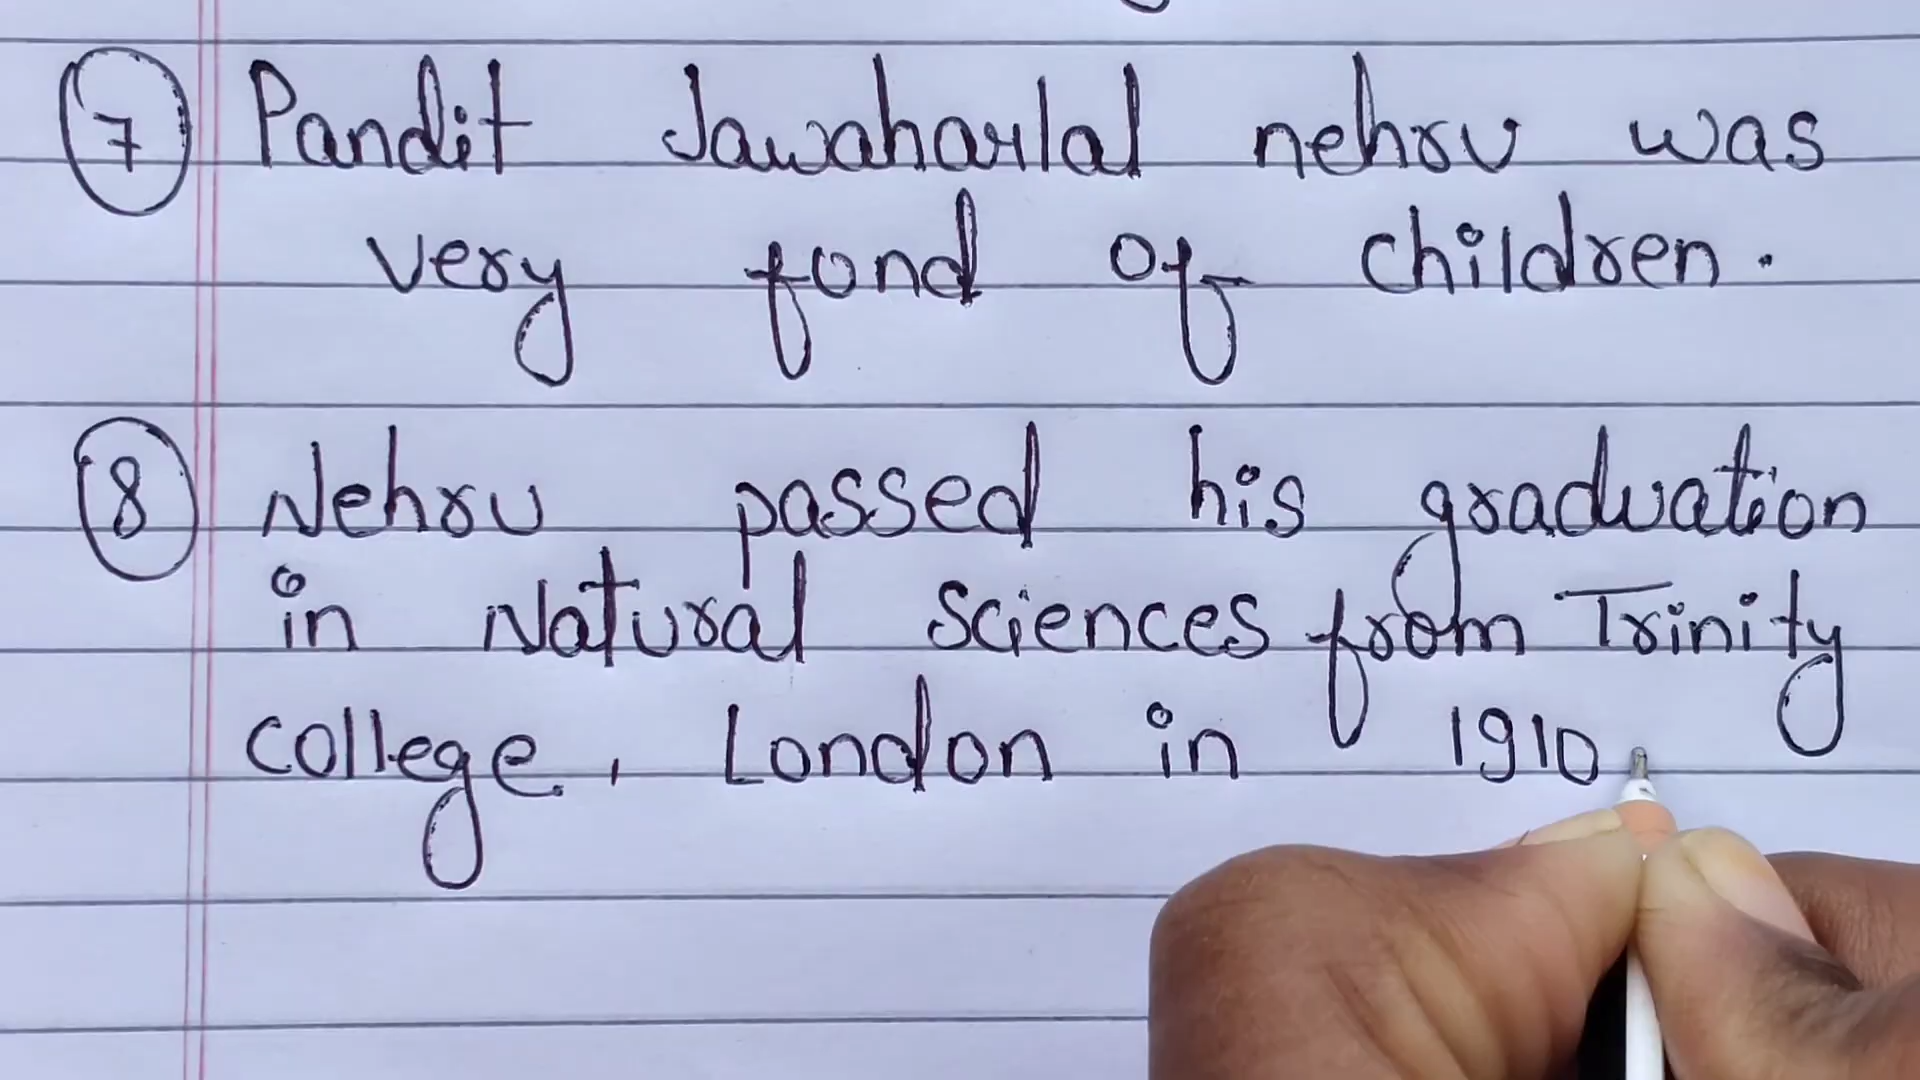 7 Pandit Jawaharlal nehru was
very fond of children.
8 Nehru passed his graduation
in Natural Sciences from Trinity
college, London in 1910.